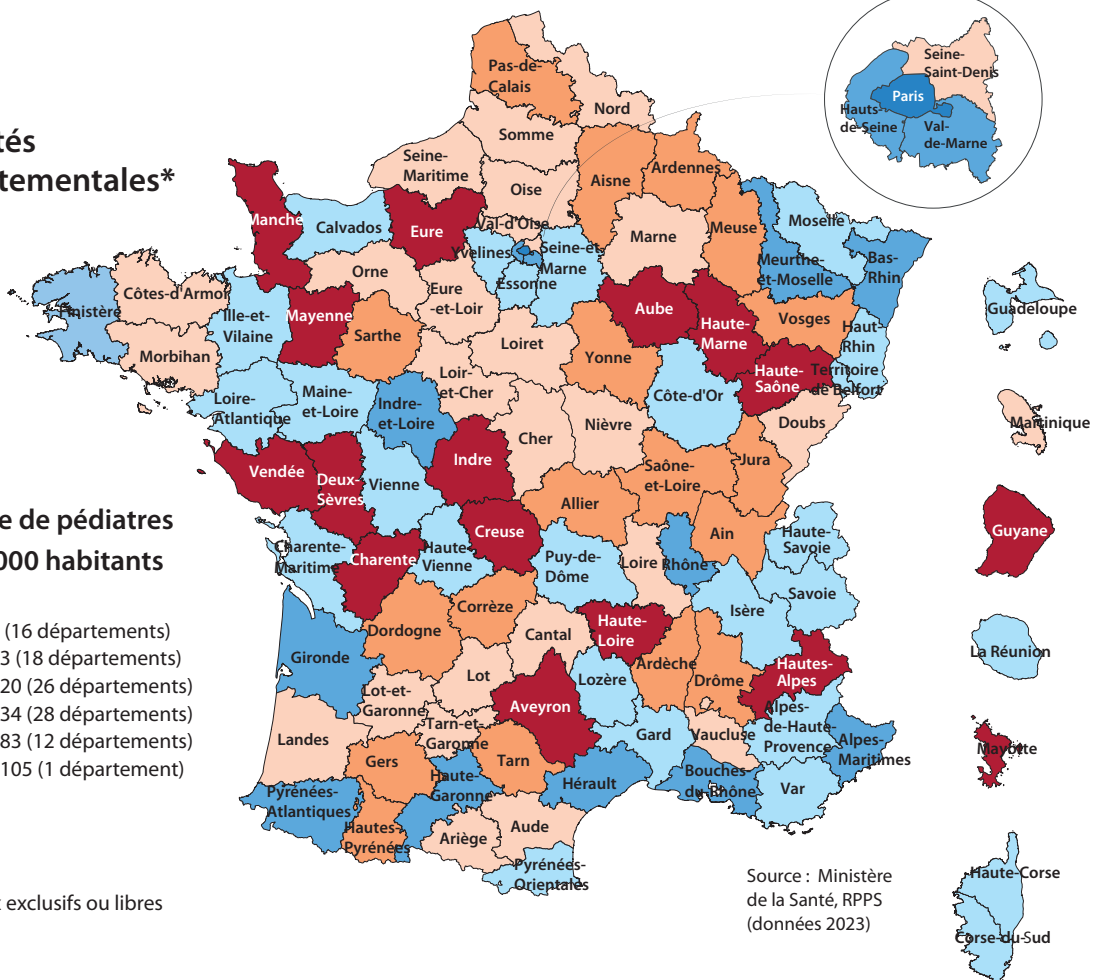 tés
tementales*
e de pédiatres
000 habitants
(16 départements)
3 (18 départements)
20 (26 départements)
34 (28 départements)
83 (12 départements)
105 (1 département)
exclusifs ou libres
Pas-de-
Calais
Nord
Somme
Seine-
Maritime
Oise
Aisne
Ardennes
Manche
Calvados
Eure
Val-d'Oise
Yvelines
Seine-et-
Marne
Essonne
Marne
Meuse
Moselle
Meurthe-
et-Moselle
Bas-
Rhin
Finistère
Côtes-d'Armor
Orne
Eure
-et-Loir
Ille-et-
Vilaine
Mayenne
Sarthe
Morbihan
Loiret
Yonne
Aube
Haute-
Marne
Vosges
Haut-
Rhin
Haute-
Saône
Territoire
de Belfort
Loire-
Atlantique
Maine-
et-Loire
Indre-
et-Loire
Loir-
et-Cher
Cher
Nièvre
Côte-d'Or
Doubs
Vendée
Deux-
Sèvres
Vienne
Indre
Allier
Saône-
et-Loire
Jura
Charente-
Maritime
Charente
Haute-
Vienne
Creuse
Puy-de-
Dôme
Loire
Rhône
Ain
Haute-
Savoie
Savoie
Isère
Gironde
Dordogne
Corrèze
Cantal
Haute-
Loire
Ardèche
Drôme
Hautes-
Alpes
Lot-et-
Garonne
Lot
Aveyron
Lozère
Gard
Vaucluse
Alpes-
de-Haute-
Provence
Alpes-
Maritimes
Landes
Gers
Tarn-et-
Garonne
Tarn
Haute-
Garonne
Hérault
Bouches-
du-Rhône
Var
Pyrénées-
Atlantiques
Hautes-
Pyrénées
Ariège
Aude
Pyrénées-
Orientales
Seine-
Saint-Denis
Paris
Hauts-
de-Seine
Val-
de-Marne
Guadeloupe
Martinique
Guyane
La Réunion
Mayotte
Haute-Corse
Corse-du-Sud
Source : Ministère
de la Santé, RPPS
(données 2023)